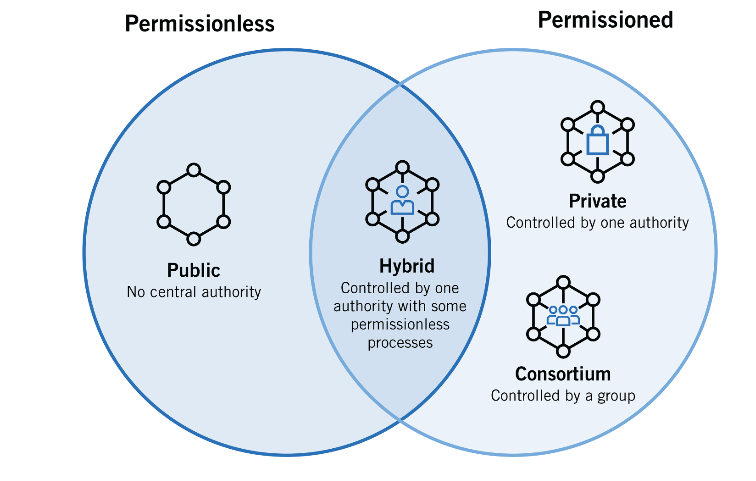 Permissionless
Permissioned
Public
No central authority
Hybrid
Controlled by one
authority with some
permissionless
processes
Private
Controlled by one authority
Consortium
Controlled by a group